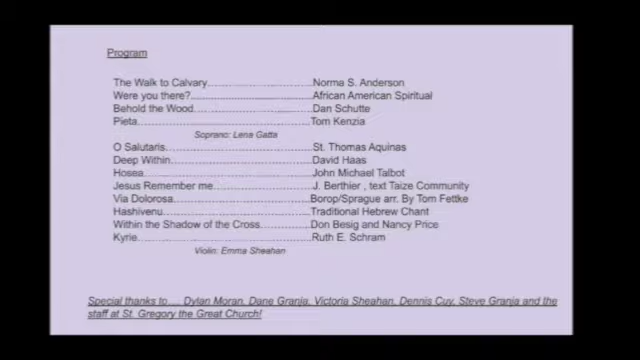 Program
The Walk to Calvary..............................Norma S. Anderson
Were you there?..............................African American Spiritual
Behold the Wood..............................Dan Schutte
Pieta..............................Tom Kenzia
Soprano: Lena Gatta
O Salutaris..............................St. Thomas Aquinas
Deep Within..............................David Haas
Hosea..............................John Michael Talbot
Jesus Remember me..............................J. Berthier , text Taize Community
Via Dolorosa..............................Borop/Sprague arr. By Tom Fettke
Hashivenu..............................Traditional Hebrew Chant
Within the Shadow of the Cross..............Don Besig and Nancy Price
Kyrie..............................Ruth E. Schram
Violin: Emma Sheahan
Special thanks to.... Dylan Moran, Dane Granja, Victoria Sheahan, Dennis Cuy, Steve Granja and the
staff at St. Gregory the Great Church!